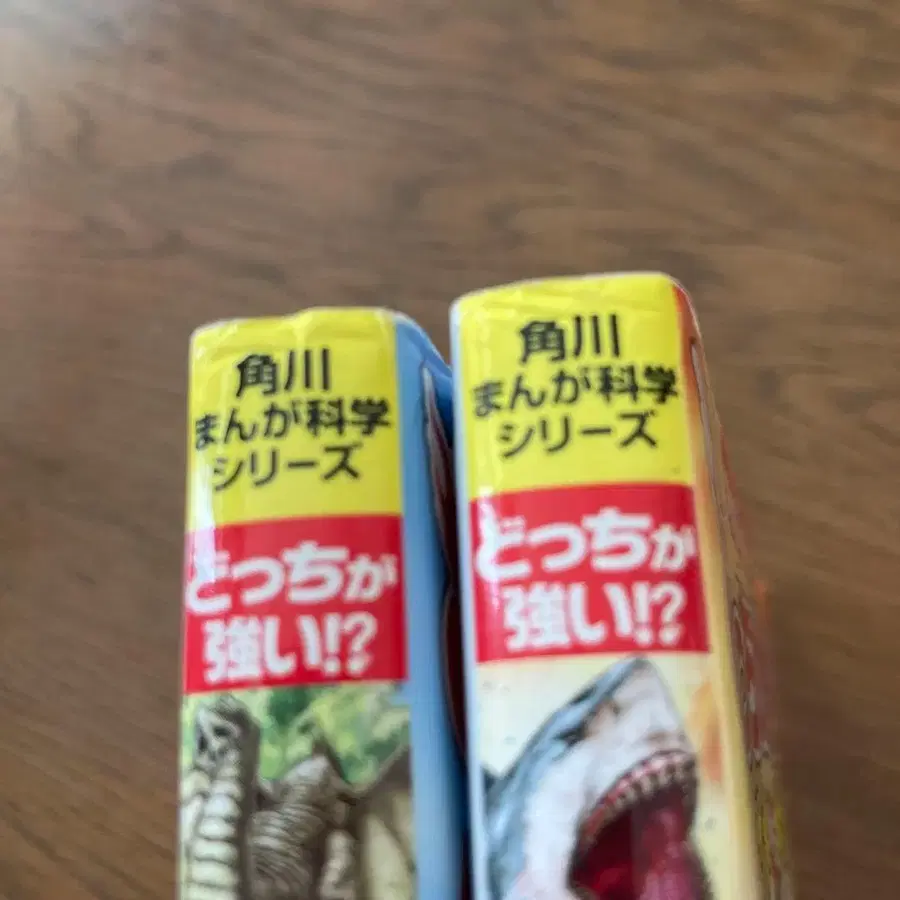 角川
まんが科学
シリーズ
どっちが
強い!?
角川
まんが科学
シリーズ
どっちが
強い!?